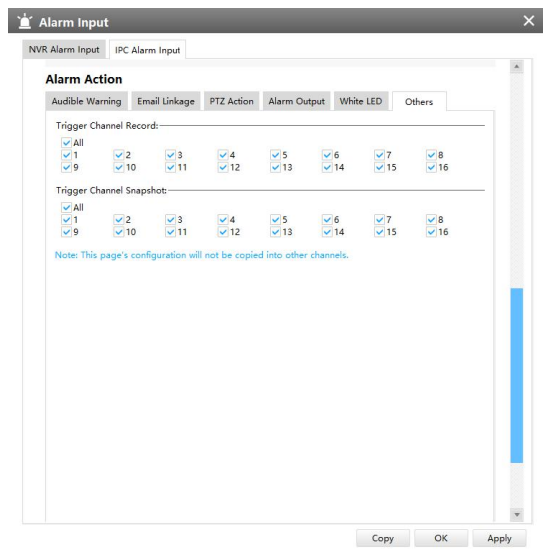 Alarm Input
NVR Alarm Input IPC Alarm Input
Alarm Action
Audible Warning Email Linkage PTZ Action Alarm Output White LED Others
Trigger Channel Record:
All
1 2 3 4 5 6 7 8
9 10 11 12 13 14 15 16
Trigger Channel Snapshot:
All
1 2 3 4 5 6 7 8
9 10 11 12 13 14 15 16
Note: This page's configuration will not be copied into other channels.
Copy OK Apply